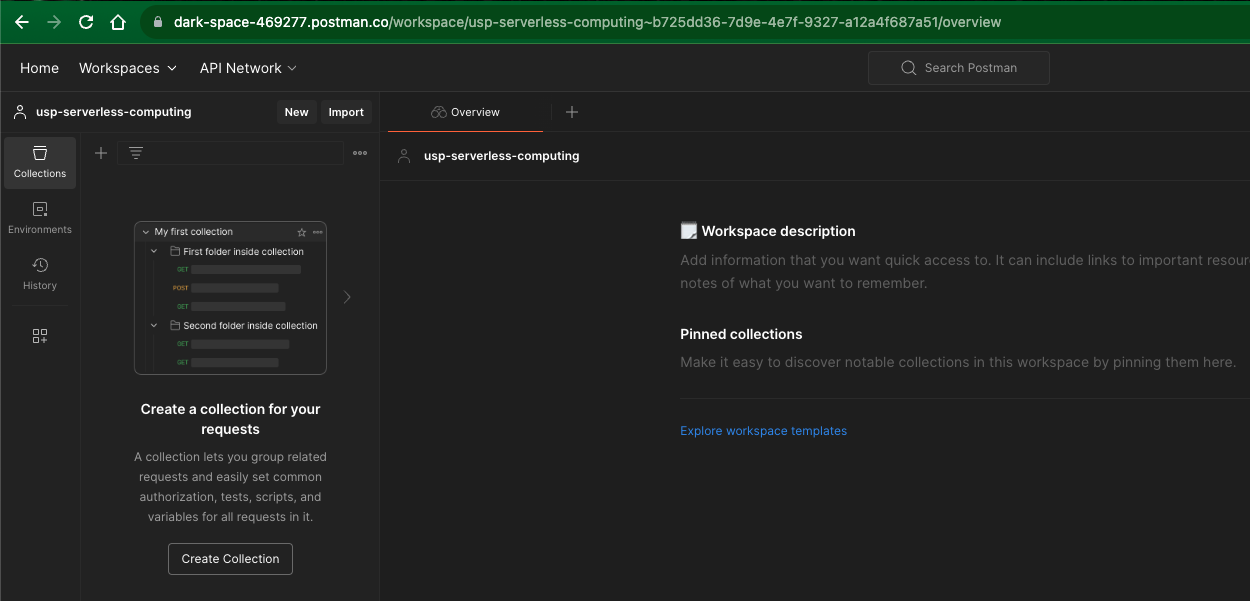 dark-space-469277.postman.co/workspace/usp-serverless-computing~b725dd36-7d9e-4e7f-9327-a12a4f687a51/overview
Home Workspaces API Network Search Postman
usp-serverless-computing New Import
Overview
usp-serverless-computing
Collections
Environments
History
My first collection
First folder inside collection
GET
POST
GET
Second folder inside collection
GET
GET
Create a collection for your
requests
A collection lets you group related
requests and easily set common
authorization, tests, scripts, and
variables for all requests in it.
Create Collection
Workspace description
Add information that you want quick access to. It can include links to important resour
notes of what you want to remember.
Pinned collections
Make it easy to discover notable collections in this workspace by pinning them here.
Explore workspace templates